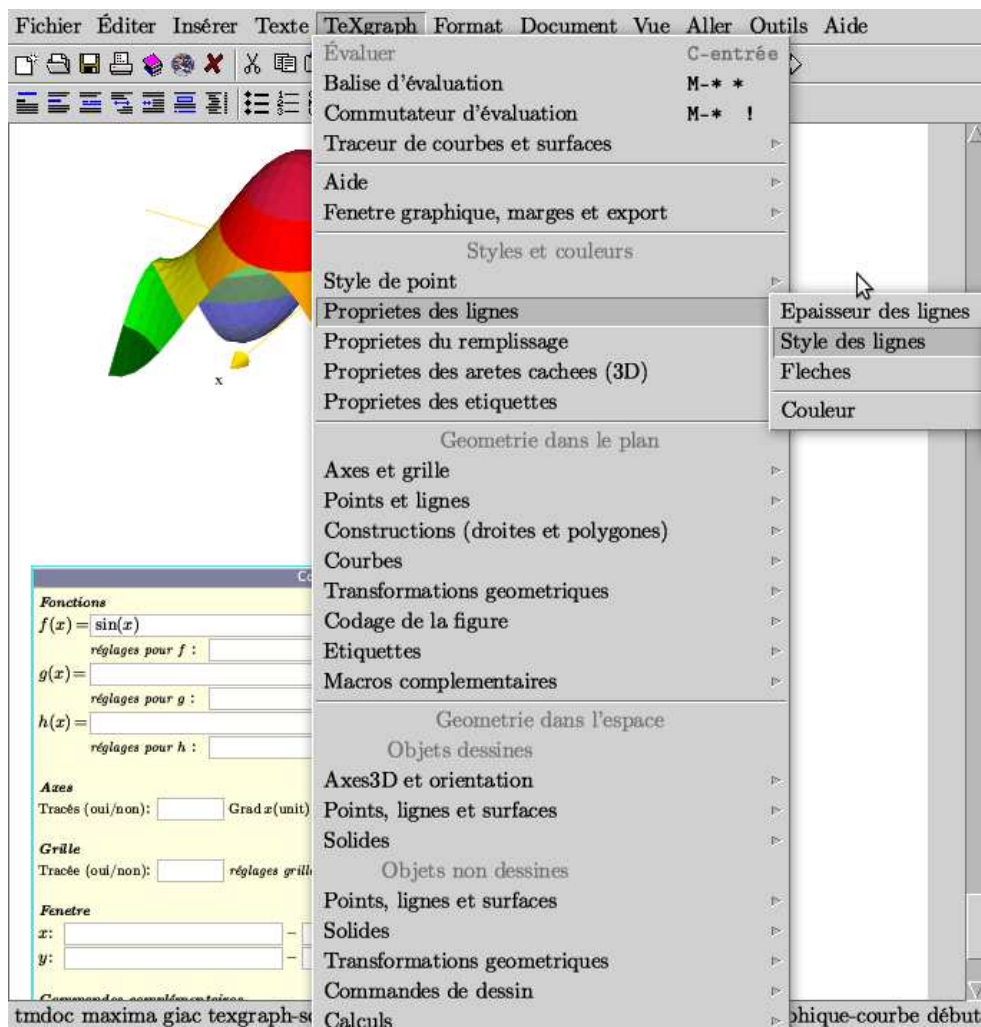 Fichier Éditer Insérer Texte TeXgraph Format Document Vue Aller Outils Aide
Évaluer C-entrée
Balise d'évaluation M-* *
Commutateur d'évaluation M-* !
Traceur de courbes et surfaces
Aide
Fenetre graphique, marges et export
Styles et couleurs
Style de point
Proprietes des lignes
Proprietes du remplissage
Proprietes des aretes cachees (3D)
Proprietes des etiquettes
Epaisseur des lignes
Style des lignes
Fleches
Couleur
Geometrie dans le plan
Axes et grille
Points et lignes
Constructions (droites et polygones)
Courbes
Transformations geometriques
Codage de la figure
Etiquettes
Macros complementaires
Geometrie dans l'espace
Objets dessines
Axes3D et orientation
Points, lignes et surfaces
Solides
Objets non dessines
Points, lignes et surfaces
Solides
Transformations geometriques
Commandes de dessin
Calculs
x
Fonctions
f(x)= sin(x)
réglages pour f :
g(x)=
réglages pour g :
h(x)=
réglages pour h :
Axes
Tracés (oui/non): Grad x(unit)
Grille
Tracée (oui/non): réglages grill
Fenetre
x: –
y: –
Commandes complémentaires
tmdoc maxima giac texgraph-s phique-courbe début